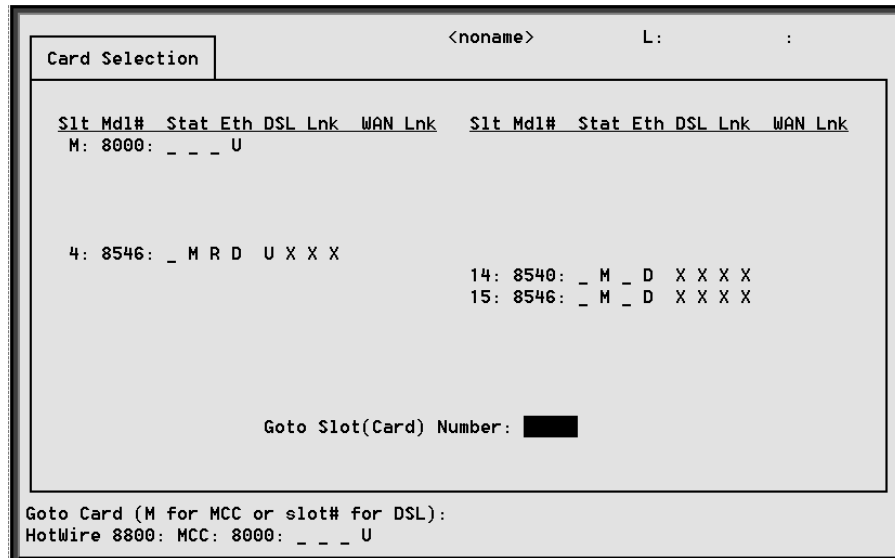 <noname> L: :
Card Selection
Slt Mdl# Stat Eth DSL Lnk WAN Lnk Slt Mdl# Stat Eth DSL Lnk WAN Lnk
M: 8000: _ _ _ U
4: 8546: _ M R D U X X X
14: 8540: _ M _ D X X X X
15: 8546: _ M _ D X X X X
Goto Slot(Card) Number:
Goto Card (M for MCC or slot# for DSL):
HotWire 8800: MCC: 8000: _ _ _ U